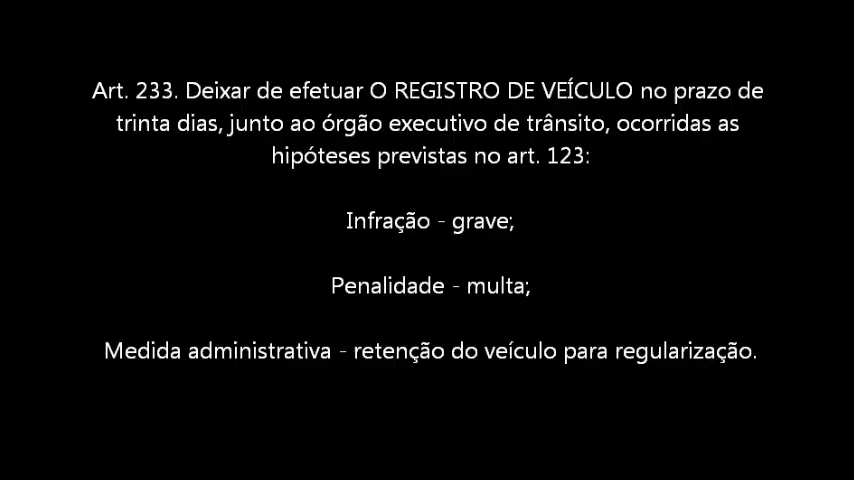 Art. 233. Deixar de efetuar O REGISTRO DE VEÍCULO no prazo de
trinta dias, junto ao órgão executivo de trânsito, ocorridas as
hipóteses previstas no art. 123:
Infração - grave;
Penalidade - multa;
Medida administrativa - retenção do veículo para regularização.